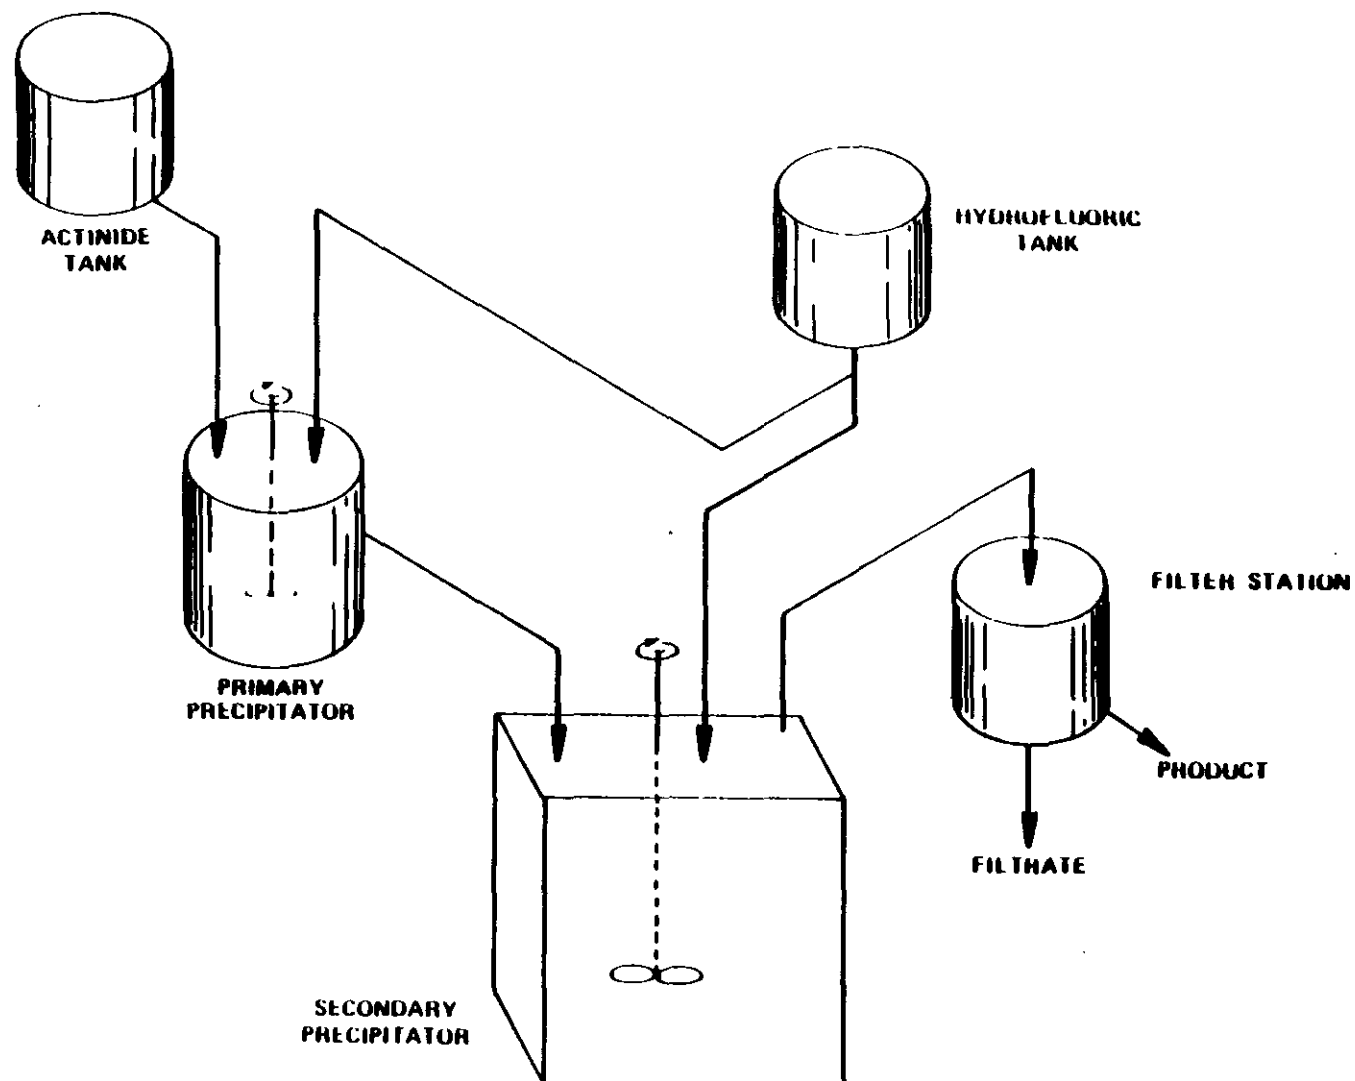 ACTINIDE
TANK
HYDROFLUORIC
TANK
FILTER STATION
PRIMARY
PRECIPITATOR
PRODUCT
FILTRATE
SECONDARY
PRECIPITATOR